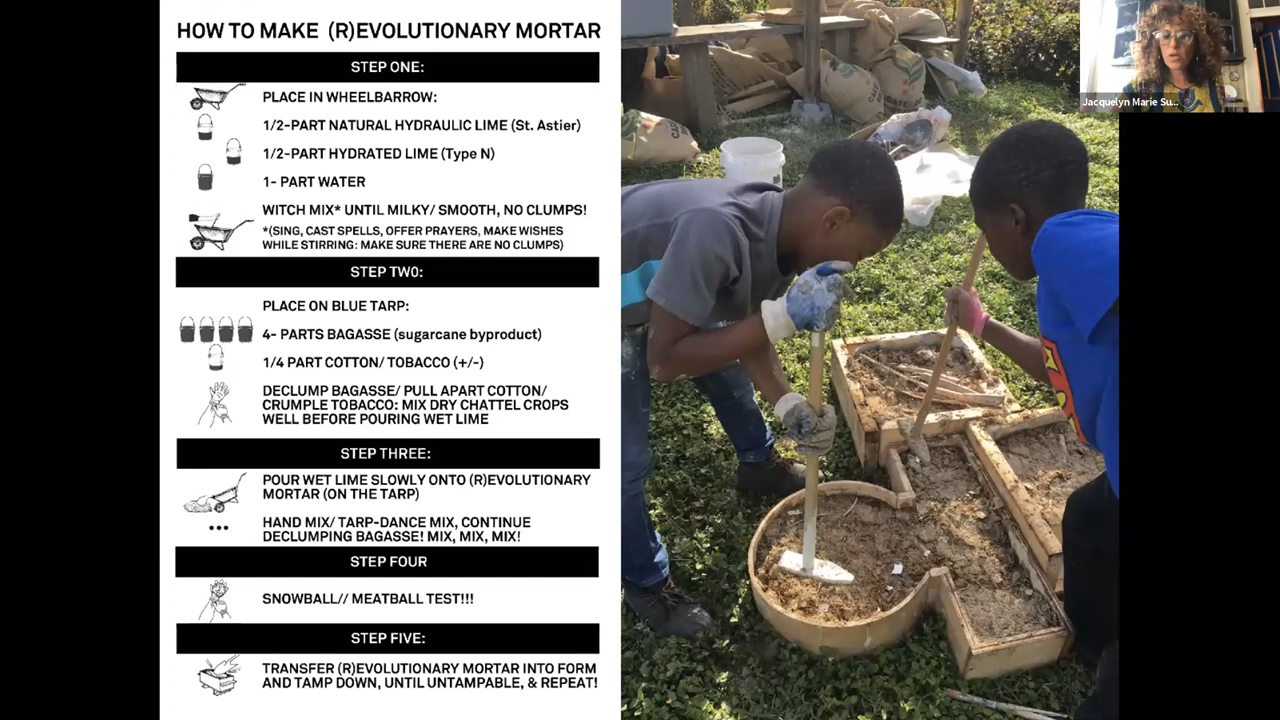 HOW TO MAKE (R)EVOLUTIONARY MORTAR
STEP ONE:
PLACE IN WHEELBARROW:
1/2-PART NATURAL HYDRAULIC LIME (St. Astier)
1/2-PART HYDRATED LIME (Type N)
1- PART WATER
WITCH MIX* UNTIL MILKY/ SMOOTH, NO CLUMPS!
*(SING, CAST SPELLS, OFFER PRAYERS, MAKE WISHES
WHILE STIRRING: MAKE SURE THERE ARE NO CLUMPS)
STEP TWO:
PLACE ON BLUE TARP:
4- PARTS BAGASSE (sugarcane byproduct)
1/4 PART COTTON/ TOBACCO (+/-)
DECLUMP BAGASSE/ PULL APART COTTON/
CRUMPLE TOBACCO: MIX DRY CHATTEL CROPS
WELL BEFORE POURING WET LIME
STEP THREE:
POUR WET LIME SLOWLY ONTO (R)EVOLUTIONARY
MORTAR (ON THE TARP)
HAND MIX/ TARP-DANCE MIX, CONTINUE
DECLUMPING BAGASSE! MIX, MIX, MIX!
STEP FOUR
SNOWBALL// MEATBALL TEST!!!
STEP FIVE:
TRANSFER (R)EVOLUTIONARY MORTAR INTO FORM
AND TAMP DOWN, UNTIL UNTAMPABLE, & REPEAT!
Jacquelyn Marie Su...